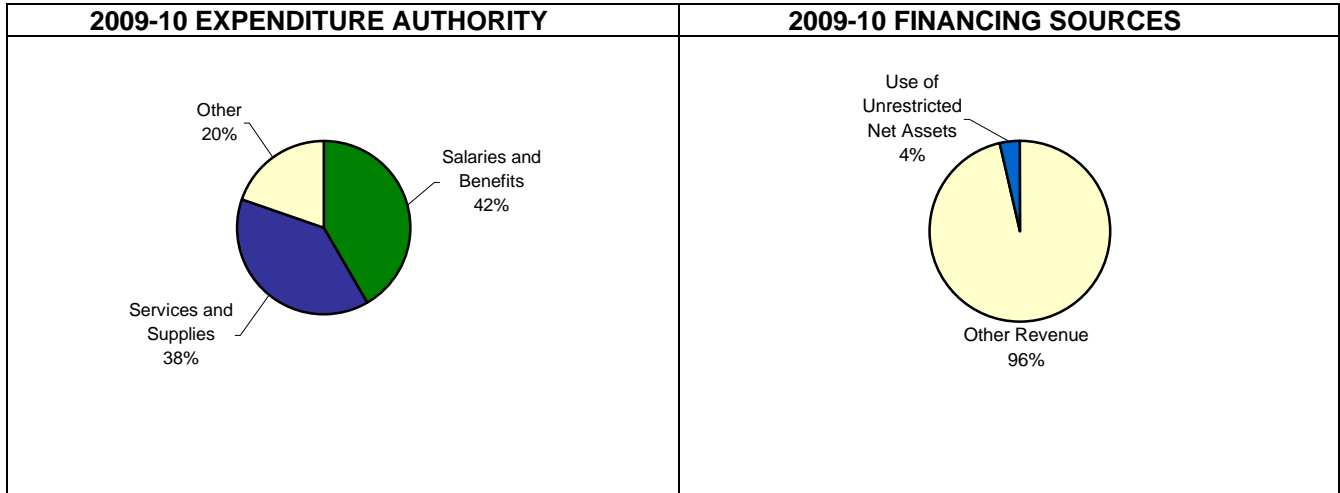 2009-10 EXPENDITURE AUTHORITY
Other
20%
Salaries and
Benefits
42%
Services and
Supplies
38%
2009-10 FINANCING SOURCES
Use of
Unrestricted
Net Assets
4%
Other Revenue
96%